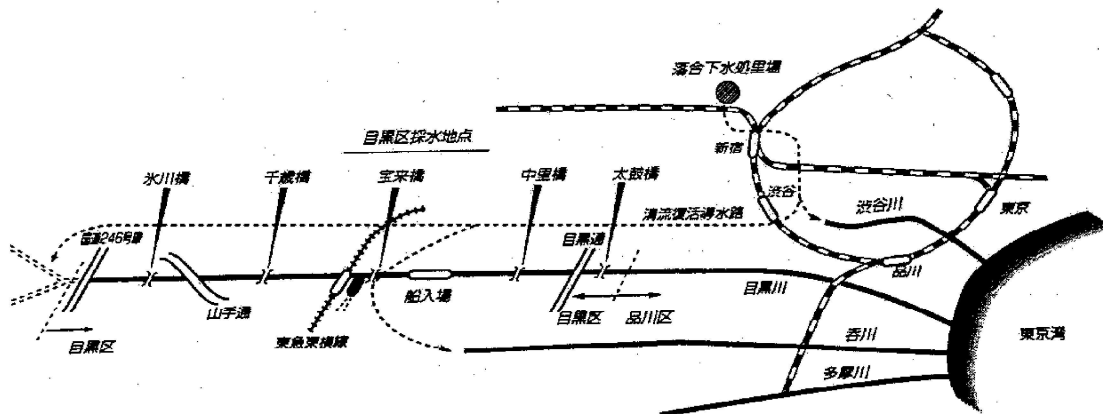 落合下水処理場
目黒区採水地点
新宿
氷川橋
千歳橋
宝来橋
中里橋
太鼓橋
渋谷
清流復活導水路
渋谷川
東京
国道246号線
目黒通
品川
船入場
目黒川
山手通
目黒区
品川区
目黒区
東急東横線
呑川
東京湾
多摩川